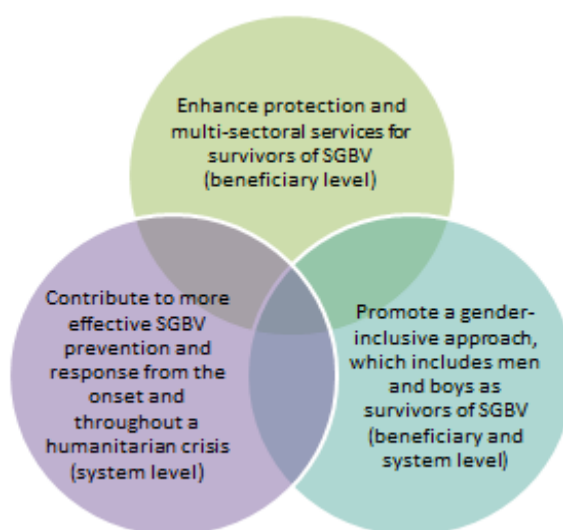 Enhance protection and
multi-sectoral services for
survivors of SGBV
(beneficiary level)
Contribute to more
effective SGBV
prevention and
response from the
onset and
throughout a
humanitarian crisis
(system level)
Promote a gender-
inclusive approach,
which includes men
and boys as
survivors of SGBV
(beneficiary and
system level)